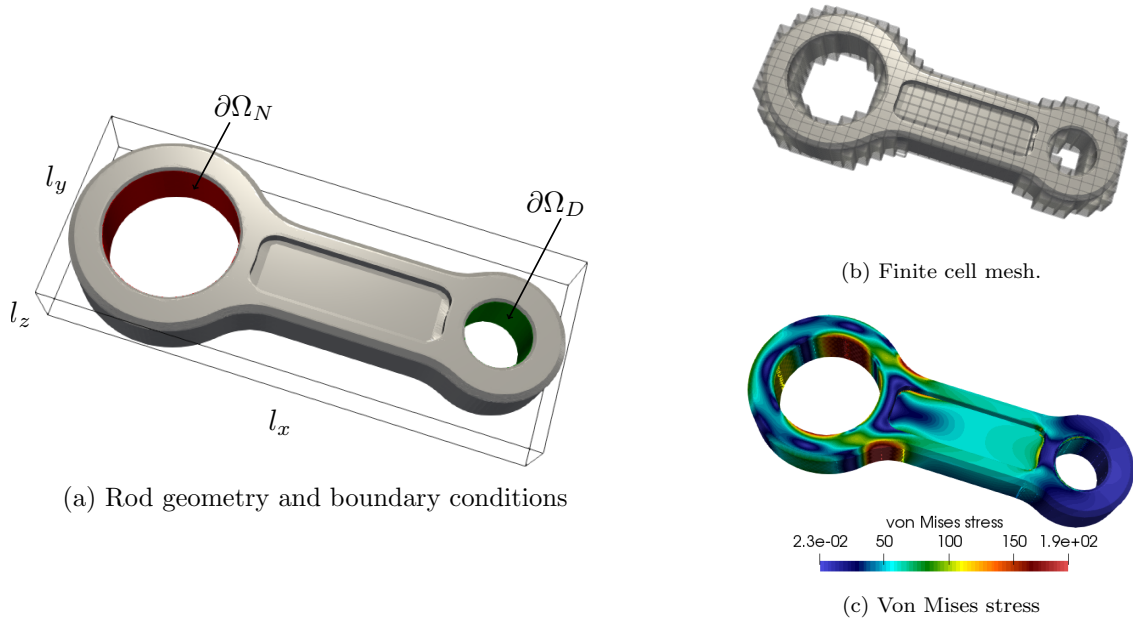 ∂Ω_N
l_y
∂Ω_D
l_z
l_x
(a) Rod geometry and boundary conditions
(b) Finite cell mesh.
von Mises stress
2.3e-02 50 100 150 1.9e+02
(c) Von Mises stress